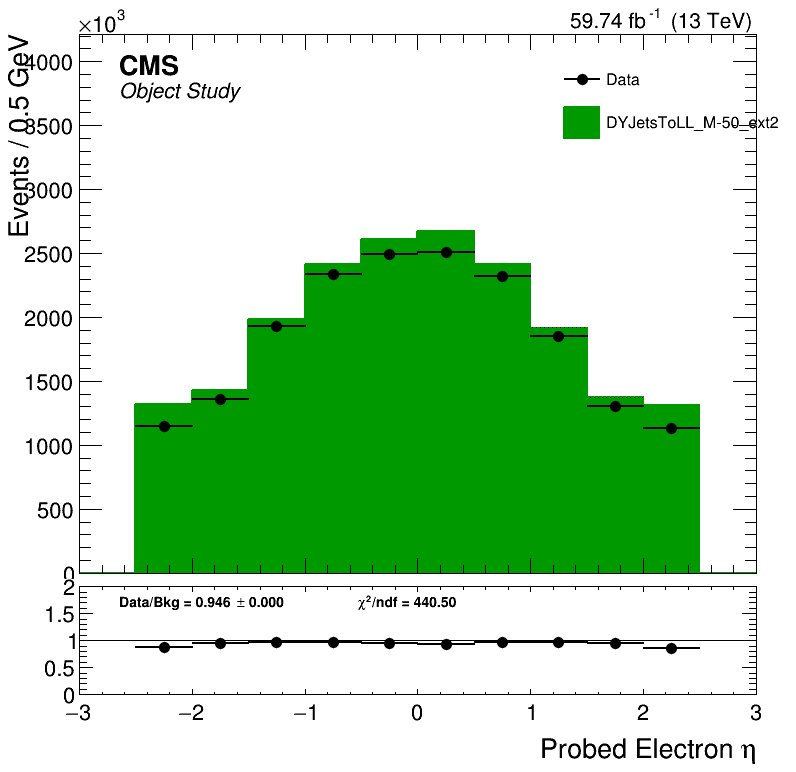 ×10³
59.74 fb⁻¹ (13 TeV)
Events / 0.5 GeV
CMS
Object Study
Data
DYJetsToLL_M-50_ext2
4000
3500
3000
2500
2000
1500
1000
500
0
Data/Bkg = 0.946 ± 0.000
χ²/ndf = 440.50
2
1.5
1
0.5
0
−3 −2 −1 0 1 2 3
Probed Electron η